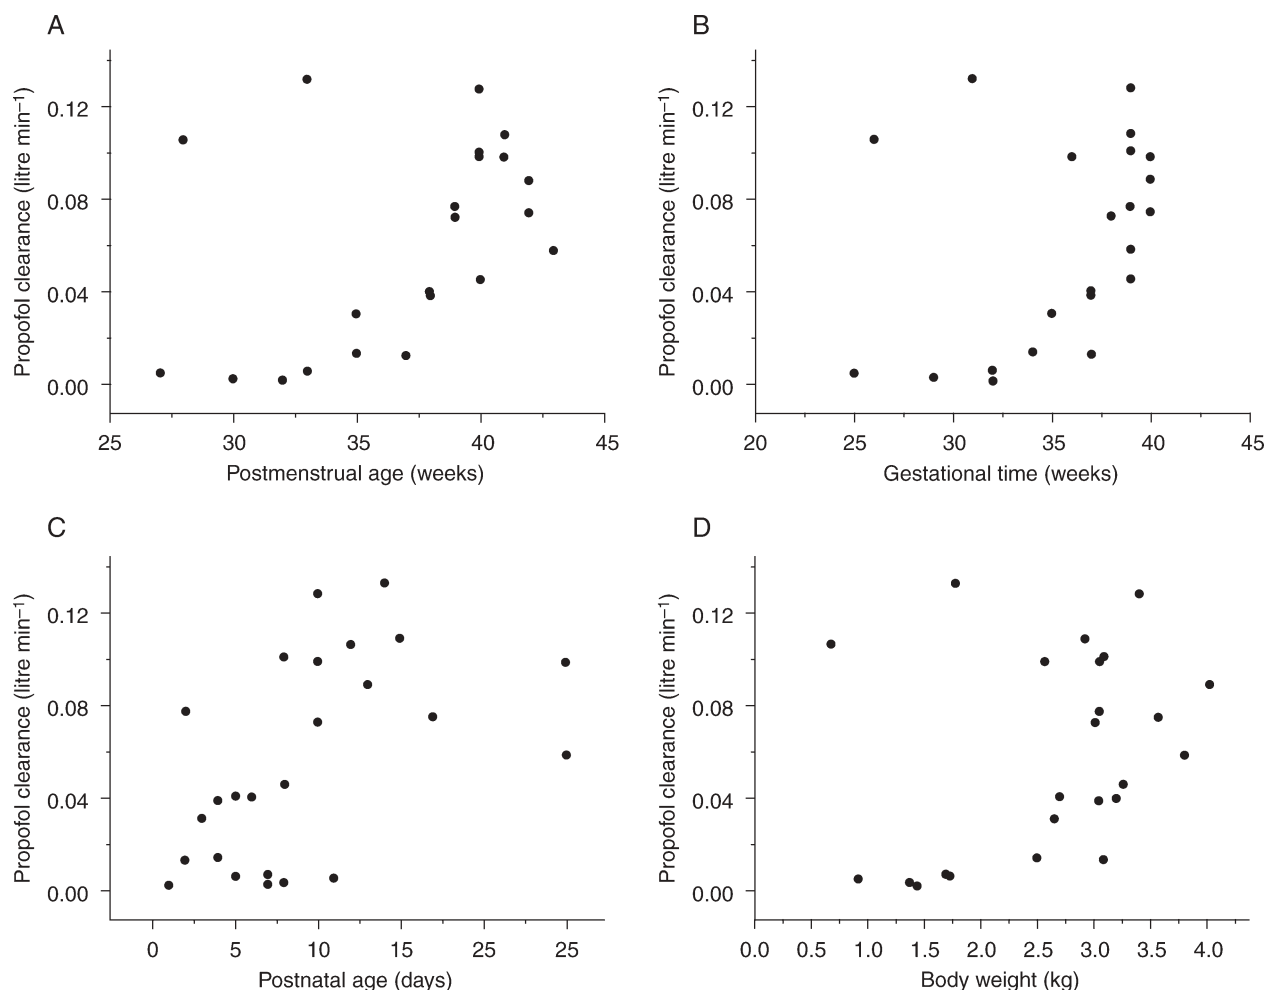 A
Propofol clearance (litre min⁻¹)
0.12
0.08
0.04
0.00
25 30 35 40 45
Postmenstrual age (weeks)
B
Propofol clearance (litre min⁻¹)
0.12
0.08
0.04
0.00
20 25 30 35 40 45
Gestational time (weeks)
C
Propofol clearance (litre min⁻¹)
0.12
0.08
0.04
0.00
0 5 10 15 25 25
Postnatal age (days)
D
Propofol clearance (litre min⁻¹)
0.12
0.08
0.04
0.00
0.0 0.5 1.0 1.5 2.0 2.5 3.0 3.5 4.0
Body weight (kg)